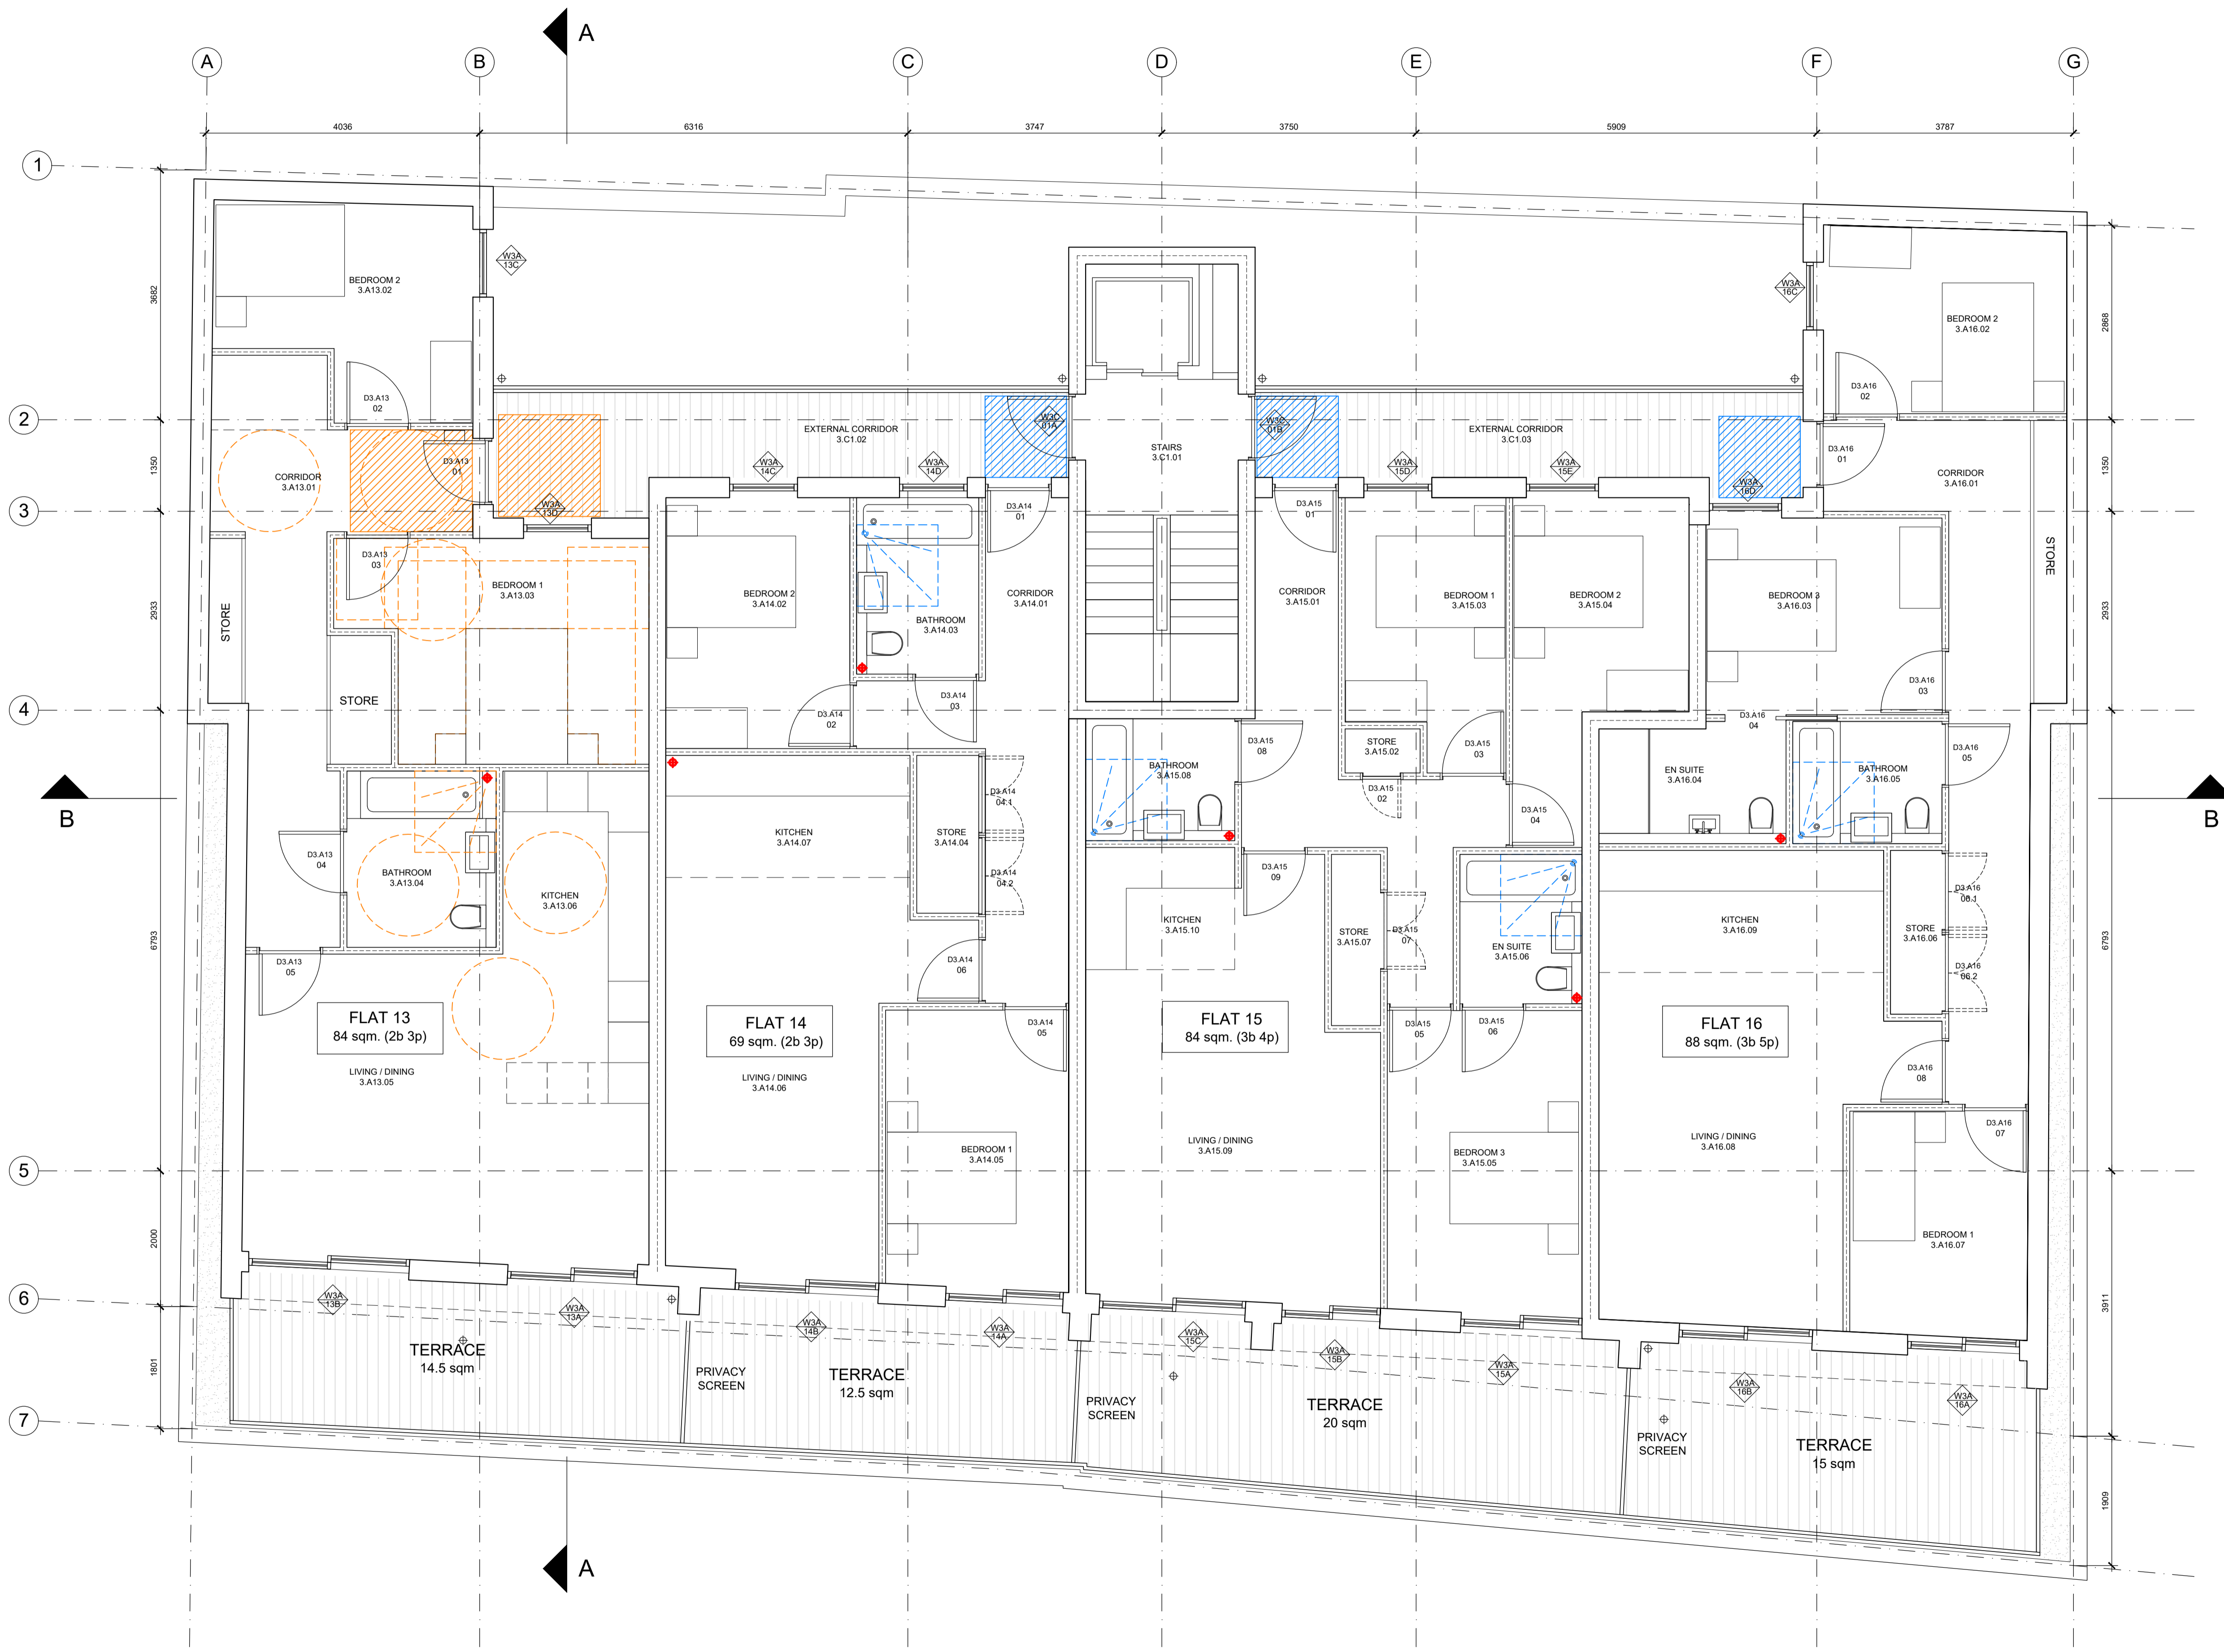 A
A
B
C
D
E
F
G
4036
6316
3747
3750
5909
3787
1
2
3
4
5
6
7
3682
1350
2933
6793
2000
1801
2868
1350
2933
6793
3911
1909
B
B
A
BEDROOM 2
3.A13.02
W3A
13C
D3.A13
02
CORRIDOR
3.A13.01
D3.A13
01
W3A
13D
D3.A13
03
BEDROOM 1
3.A13.03
STORE
STORE
D3.A13
04
BATHROOM
3.A13.04
KITCHEN
3.A13.06
D3.A13
05
FLAT 13
84 sqm. (2b 3p)
LIVING / DINING
3.A13.05
W3A
13B
W3A
13A
TERRACE
14.5 sqm
EXTERNAL CORRIDOR
3.C1.02
W3A
14C
W3A
14D
W3C
01A
D3.A14
01
BEDROOM 2
3.A14.02
BATHROOM
3.A14.03
CORRIDOR
3.A14.01
D3.A14
02
D3.A14
03
KITCHEN
3.A14.07
STORE
3.A14.04
D3.A14
04.1
D3.A14
04.2
D3.A14
06
FLAT 14
69 sqm. (2b 3p)
LIVING / DINING
3.A14.06
D3.A14
05
BEDROOM 1
3.A14.05
W3A
14B
W3A
14A
PRIVACY
SCREEN
TERRACE
12.5 sqm
STAIRS
3.C1.01
W3C
01B
EXTERNAL CORRIDOR
3.C1.03
W3A
15D
W3A
15E
D3.A15
01
CORRIDOR
3.A15.01
BEDROOM 1
3.A15.03
BEDROOM 2
3.A15.04
D3.A15
08
STORE
3.A15.02
D3.A15
03
BATHROOM
3.A15.08
D3.A15
02
D3.A15
04
D3.A15
09
KITCHEN
3.A15.10
STORE
3.A15.07
D3.A15
07
EN SUITE
3.A15.06
FLAT 15
84 sqm. (3b 4p)
D3.A15
05
D3.A15
06
LIVING / DINING
3.A15.09
BEDROOM 3
3.A15.05
W3A
15C
W3A
15B
W3A
15A
PRIVACY
SCREEN
TERRACE
20 sqm
W3A
16C
BEDROOM 2
3.A16.02
D3.A16
02
D3.A16
01
W3A
16D
CORRIDOR
3.A16.01
STORE
BEDROOM 3
3.A16.03
D3.A16
03
D3.A16
04
D3.A16
05
EN SUITE
3.A16.04
BATHROOM
3.A16.05
KITCHEN
3.A16.09
STORE
3.A16.06
D3.A16
06.1
D3.A16
06.2
FLAT 16
88 sqm. (3b 5p)
D3.A16
08
D3.A16
07
LIVING / DINING
3.A16.08
BEDROOM 1
3.A16.07
W3A
16B
W3A
16A
PRIVACY
SCREEN
TERRACE
15 sqm